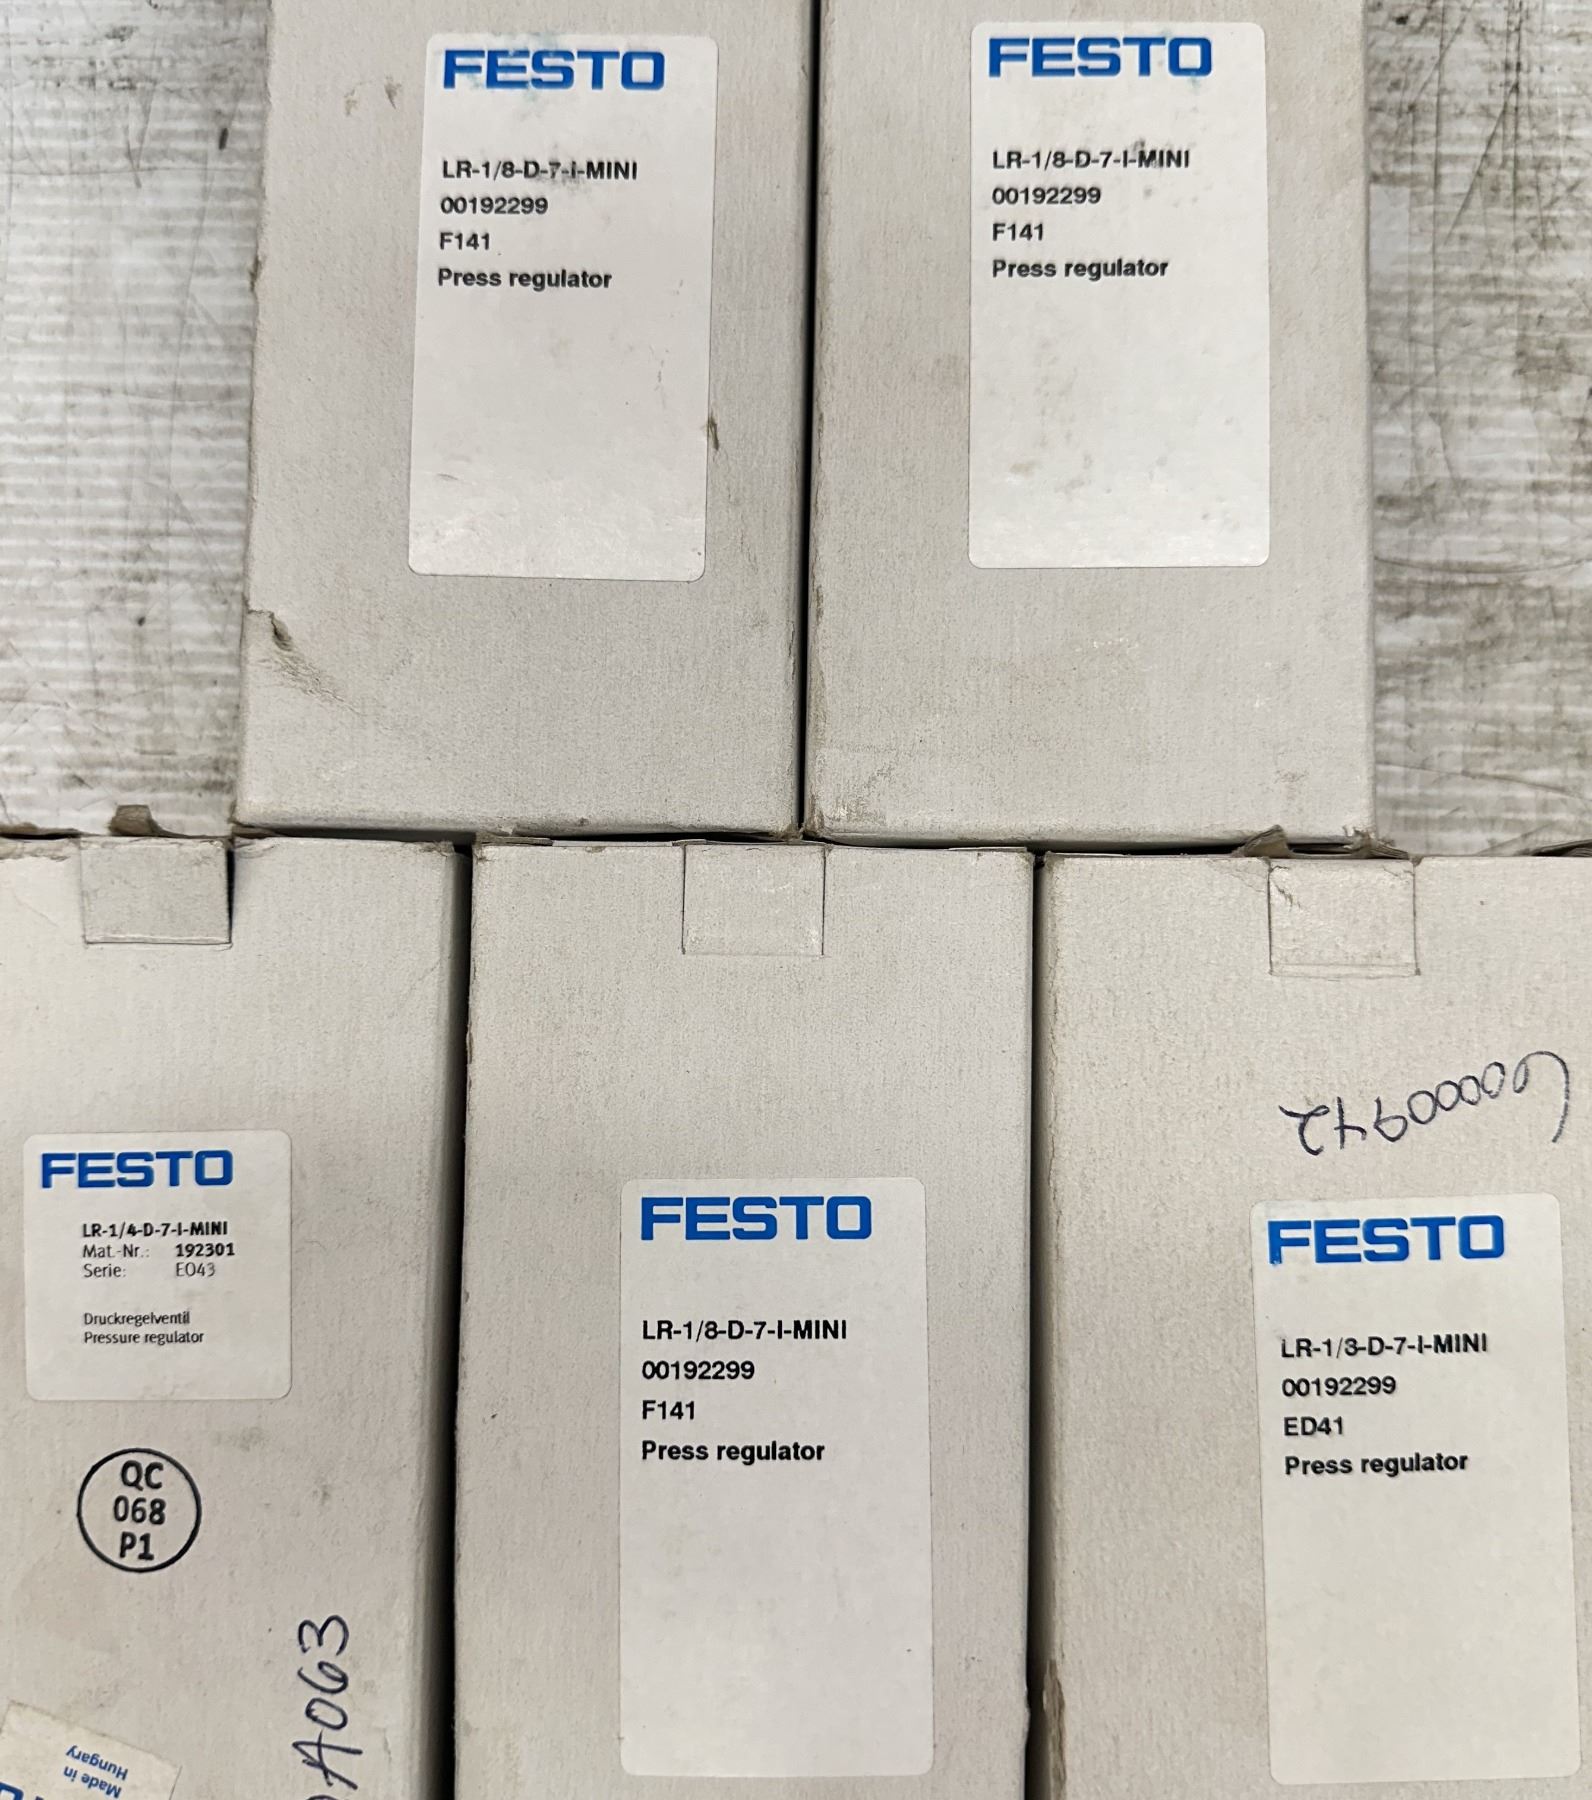 FESTO
LR-1/8-D-7-I-MINI
00192299
F141
Press regulator
FESTO
LR-1/8-D-7-I-MINI
00192299
F141
Press regulator
FESTO
LR-1/4-D-7-I-MINI
Mat.-Nr.: 192301
Serie: EO43
Druckregelventil
Pressure regulator
QC
068
P1
A063
Made in
Hungary
FESTO
LR-1/8-D-7-I-MINI
00192299
F141
Press regulator
60000942
FESTO
LR-1/8-D-7-I-MINI
00192299
ED41
Press regulator